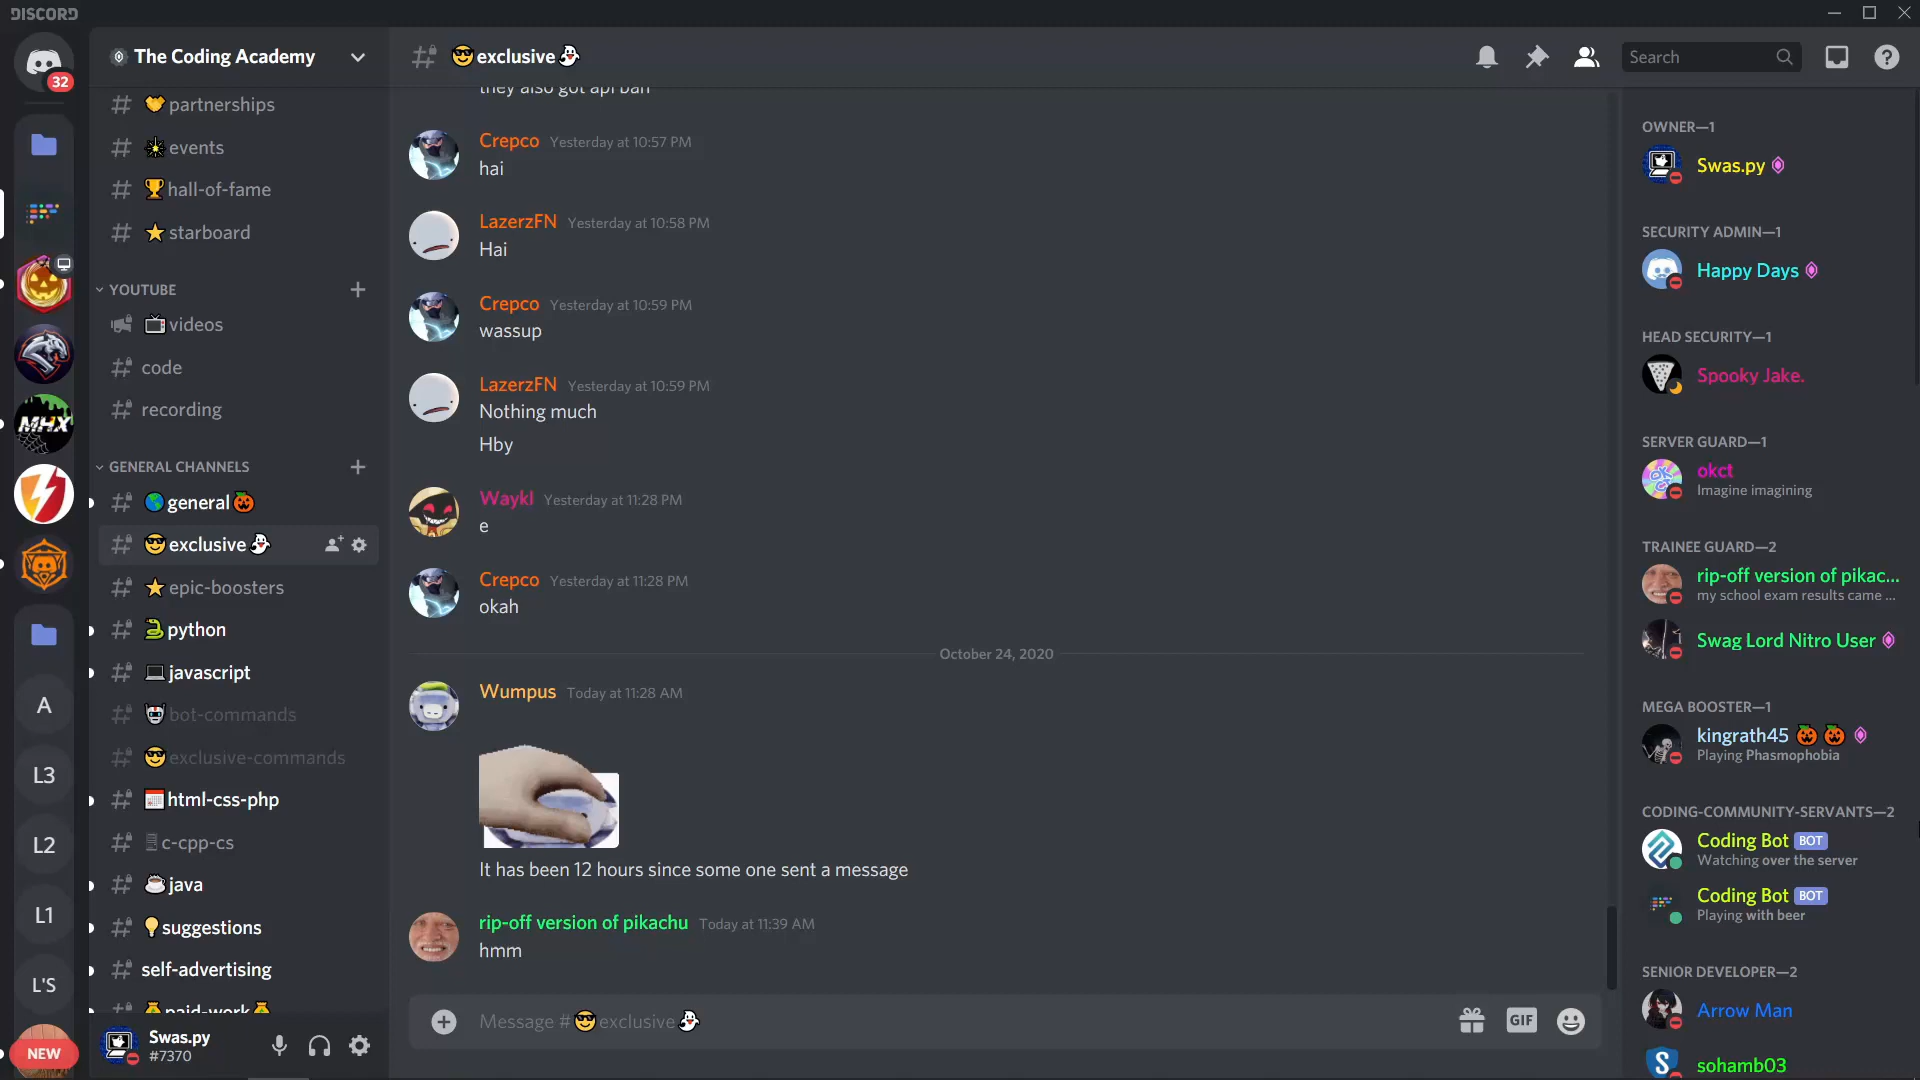 DISCORD
32
A
L3
L2
L1
L'S
NEW
The Coding Academy
partnerships
events
hall-of-fame
starboard
YOUTUBE
videos
code
recording
GENERAL CHANNELS
general
exclusive
epic-boosters
python
javascript
bot-commands
exclusive-commands
html-css-php
c-cpp-cs
java
suggestions
self-advertising
paid-work
Swas.py
#7370
exclusive
Search
they also got api ban
Crepco Yesterday at 10:57 PM
hai
LazerzFN Yesterday at 10:58 PM
Hai
Crepco Yesterday at 10:59 PM
wassup
LazerzFN Yesterday at 10:59 PM
Nothing much
Hby
Waykl Yesterday at 11:28 PM
e
Crepco Yesterday at 11:28 PM
okah
October 24, 2020
Wumpus Today at 11:28 AM
It has been 12 hours since some one sent a message
rip-off version of pikachu Today at 11:39 AM
hmm
Message #😎exclusive👻
GIF
OWNER—1
Swas.py
SECURITY ADMIN—1
Happy Days
HEAD SECURITY—1
Spooky Jake.
SERVER GUARD—1
okct
Imagine imagining
TRAINEE GUARD—2
rip-off version of pikac...
my school exam results came ...
Swag Lord Nitro User
MEGA BOOSTER—1
kingrath45
Playing Phasmophobia
CODING-COMMUNITY-SERVANTS—2
Coding Bot BOT
Watching over the server
Coding Bot BOT
Playing with beer
SENIOR DEVELOPER—2
Arrow Man
sohamb03
MHX